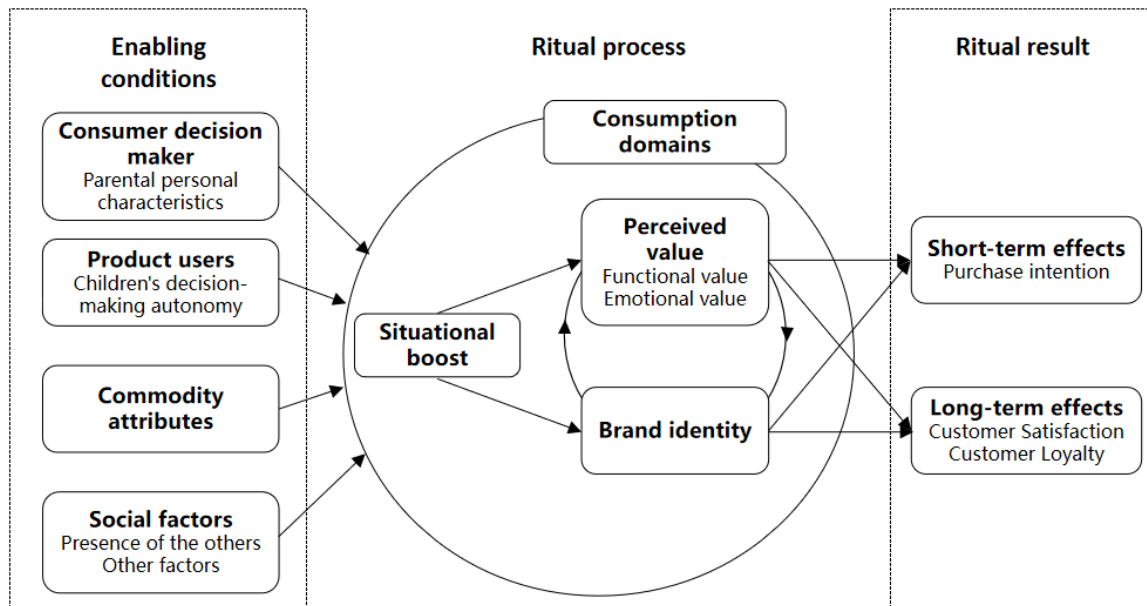 Enabling
conditions
Consumer decision
maker
Parental personal
characteristics
Product users
Children's decision-
making autonomy
Commodity
attributes
Social factors
Presence of the others
Other factors
Ritual process
Consumption
domains
Perceived
value
Functional value
Emotional value
Situational
boost
Brand identity
Ritual result
Short-term effects
Purchase intention
Long-term effects
Customer Satisfaction
Customer Loyalty